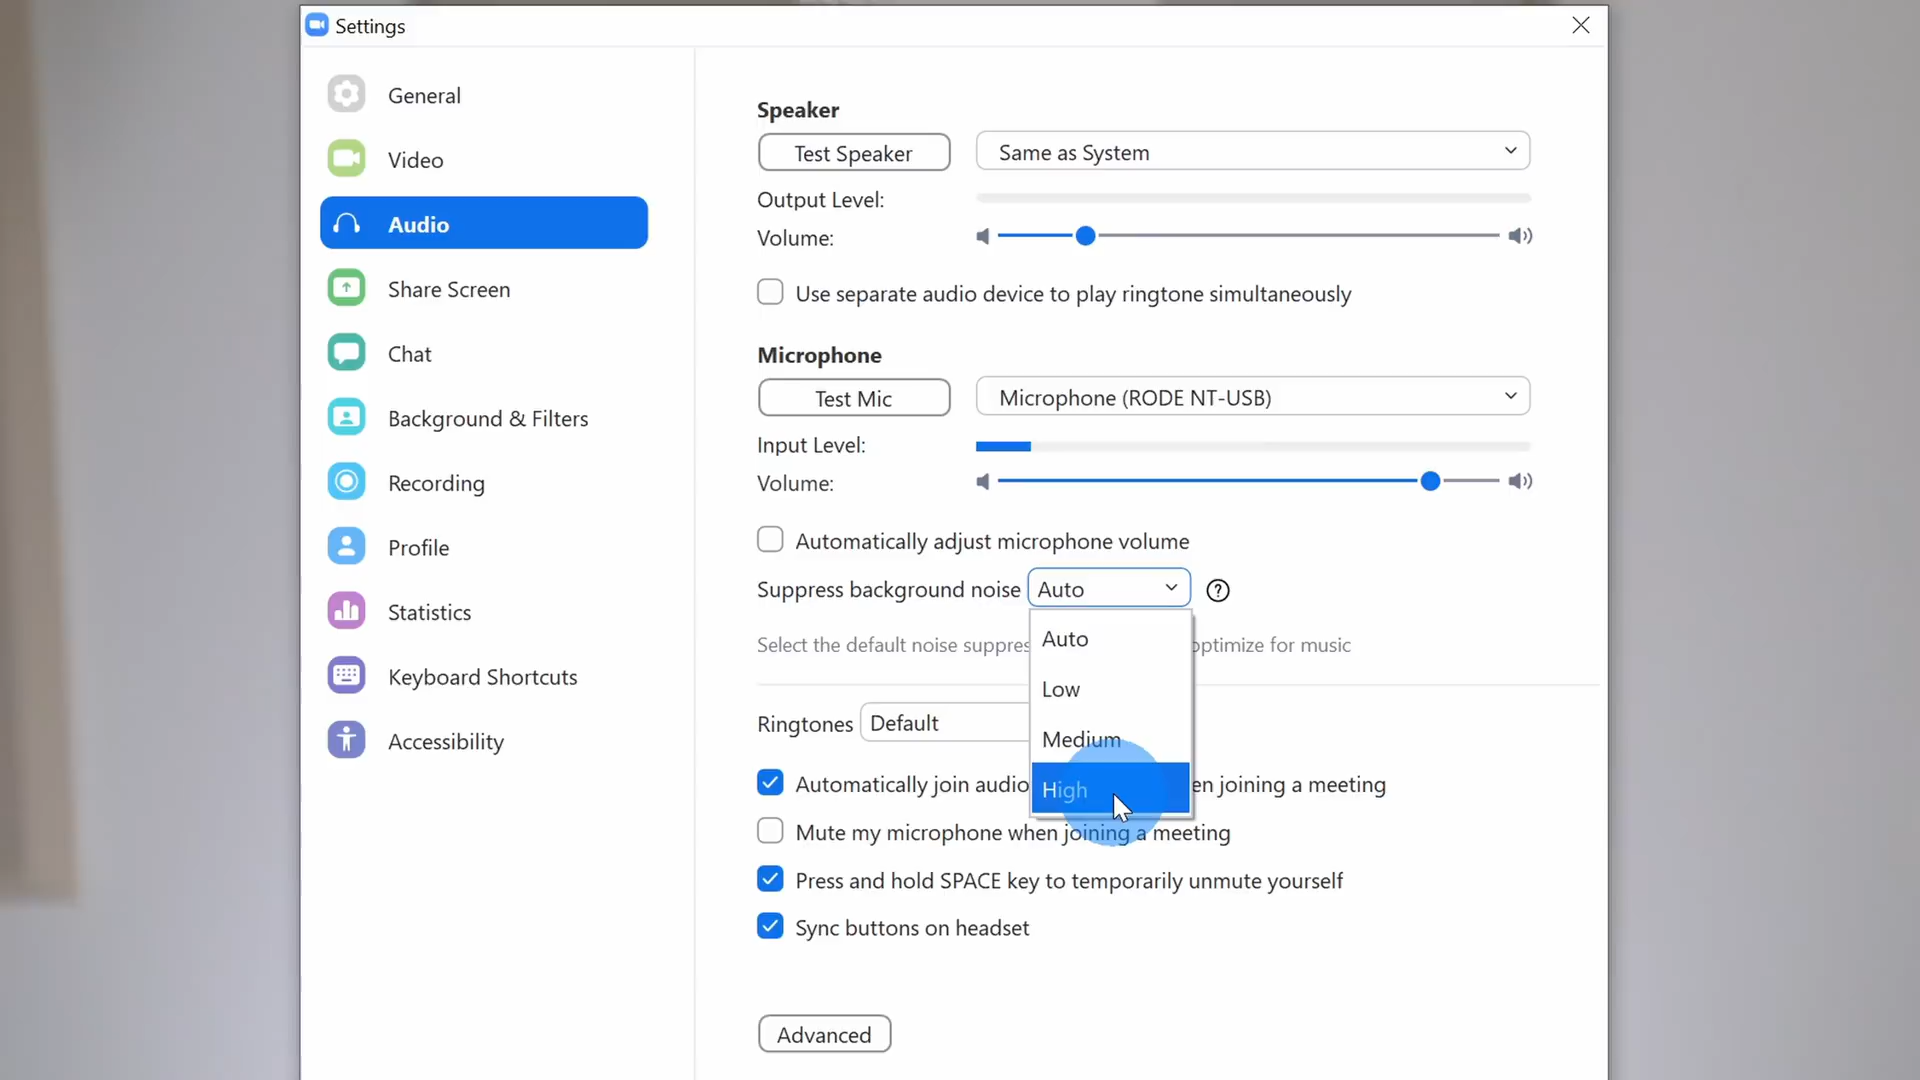 Settings
General
Video
Audio
Share Screen
Chat
Background & Filters
Recording
Profile
Statistics
Keyboard Shortcuts
Accessibility
Speaker
Test Speaker
Same as System
Output Level:
Volume:
Use separate audio device to play ringtone simultaneously
Microphone
Test Mic
Microphone (RODE NT-USB)
Input Level:
Volume:
Automatically adjust microphone volume
Suppress background noise
Auto
Auto
Low
Medium
High
Select the default noise suppres ptimize for music
Ringtones
Default
Automatically join audio en joining a meeting
Mute my microphone when joining a meeting
Press and hold SPACE key to temporarily unmute yourself
Sync buttons on headset
Advanced